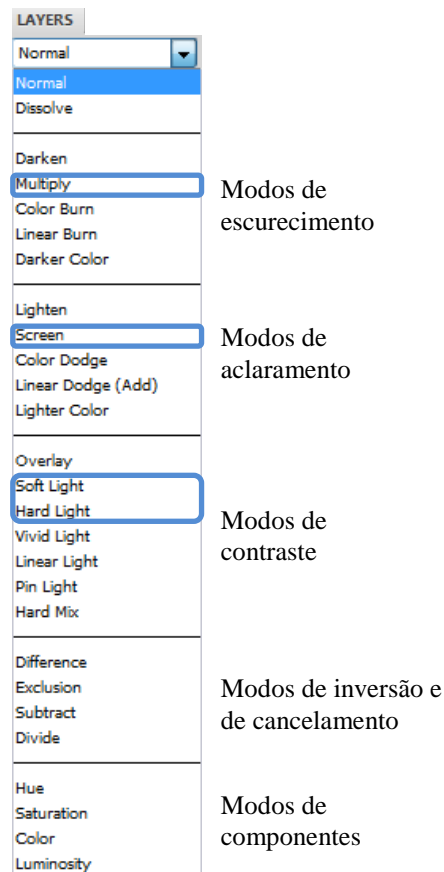 LAYERS
Normal
Normal
Dissolve
Darken
Multiply
Color Burn
Linear Burn
Darker Color
Modos de
escurecimento
Lighten
Screen
Color Dodge
Linear Dodge (Add)
Lighter Color
Modos de
aclaramento
Overlay
Soft Light
Hard Light
Vivid Light
Linear Light
Pin Light
Hard Mix
Modos de
contraste
Difference
Exclusion
Subtract
Divide
Modos de inversão e
de cancelamento
Hue
Saturation
Color
Luminosity
Modos de
componentes